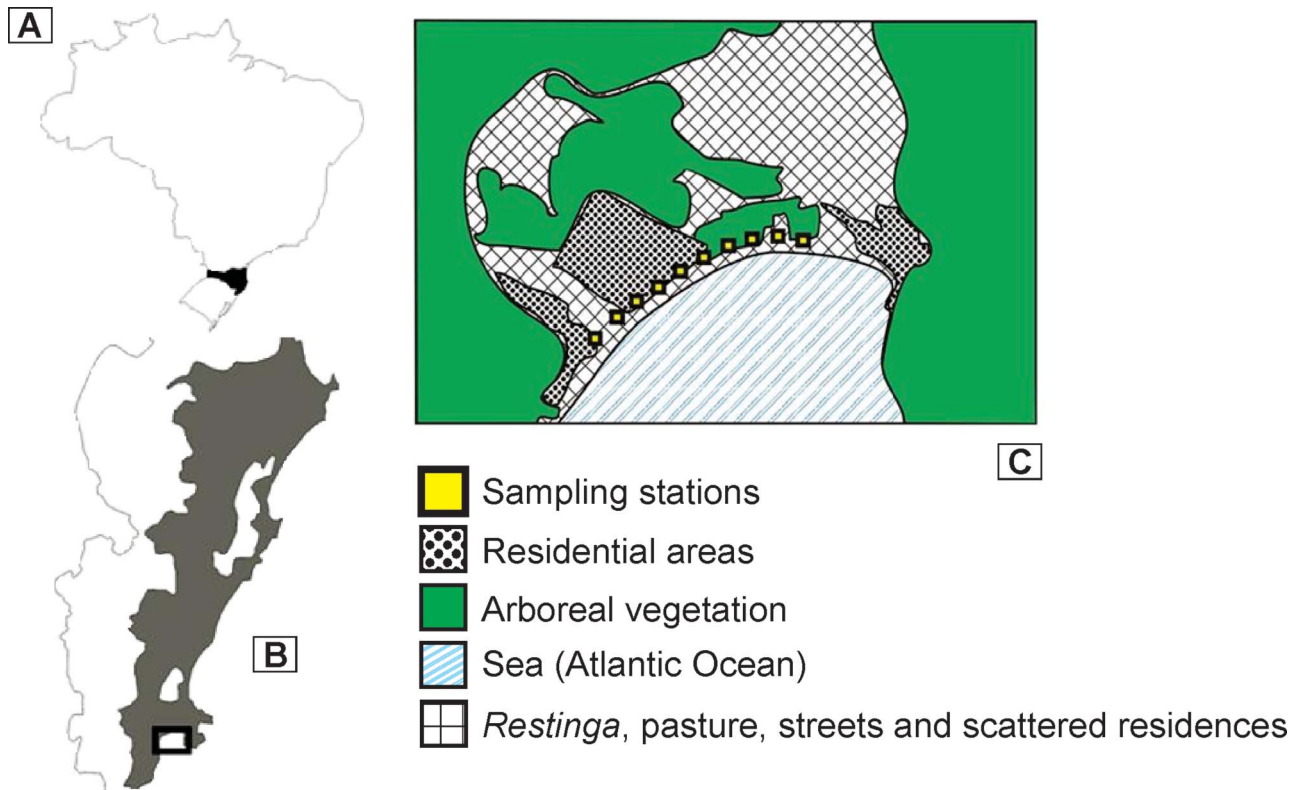 A
B
C
Sampling stations
Residential areas
Arboreal vegetation
Sea (Atlantic Ocean)
Restinga, pasture, streets and scattered residences